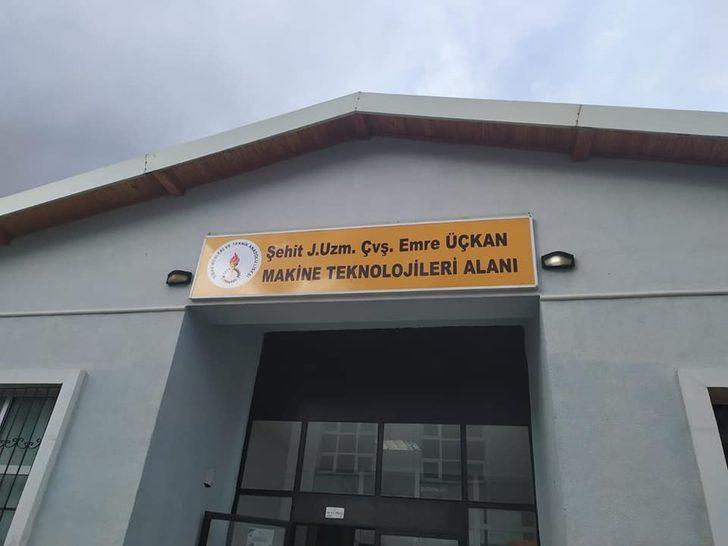 Şehit J.Uzm. Çvş. Emre ÜÇKAN
MAKİNE TEKNOLOJİLERİ ALANI